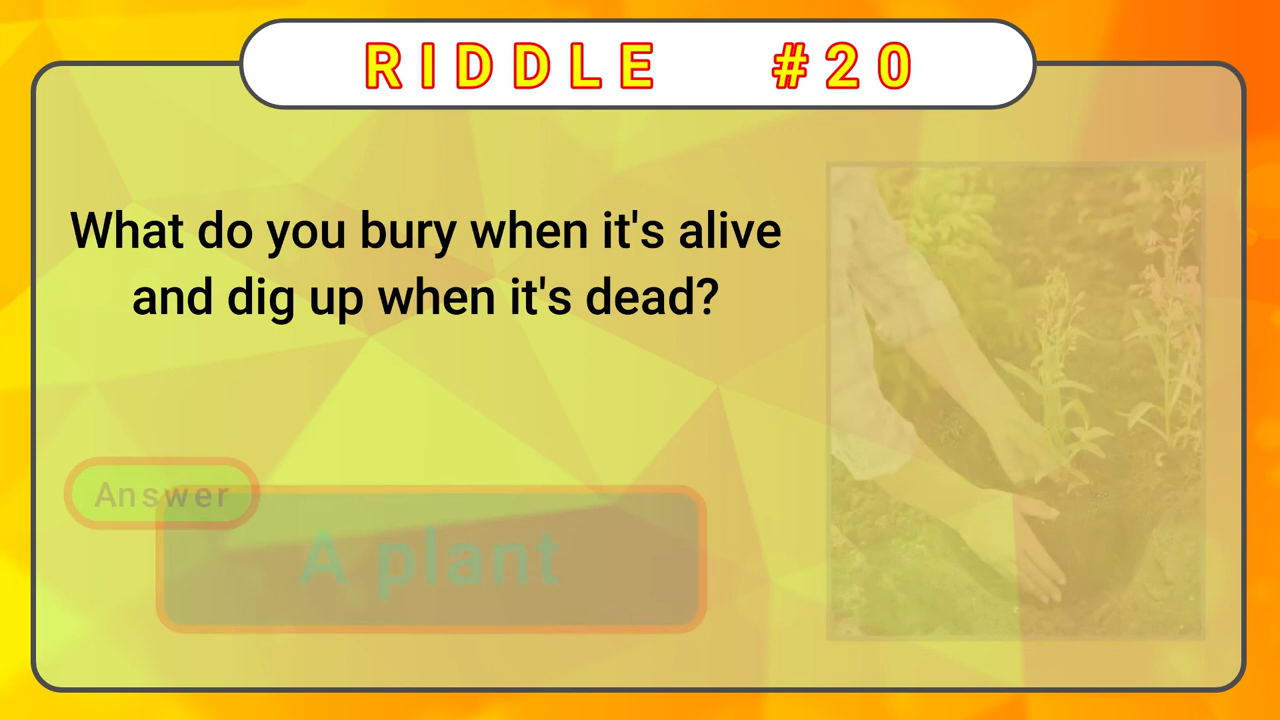 RIDDLE #20
What do you bury when it's alive
and dig up when it's dead?
Answer
A plant